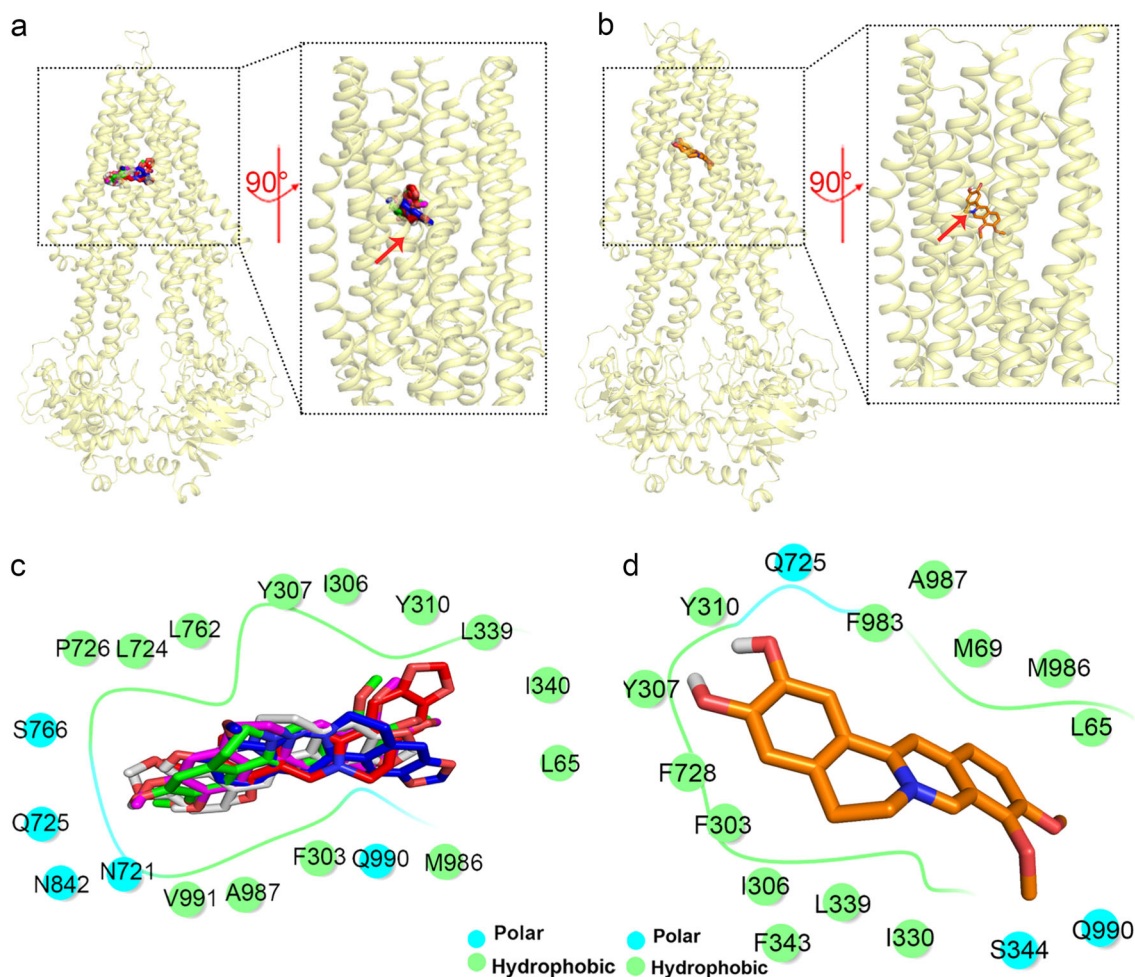 a
90°
b
90°
c
Y307
I306
Y310
L762
L339
P726
L724
I340
S766
L65
Q725
F303
Q990
M986
N842
N721
V991
A987
Polar
Hydrophobic
d
Q725
A987
Y310
F983
M69
M986
Y307
L65
F728
F303
I306
L339
F343
I330
S344
Q990
Polar
Hydrophobic